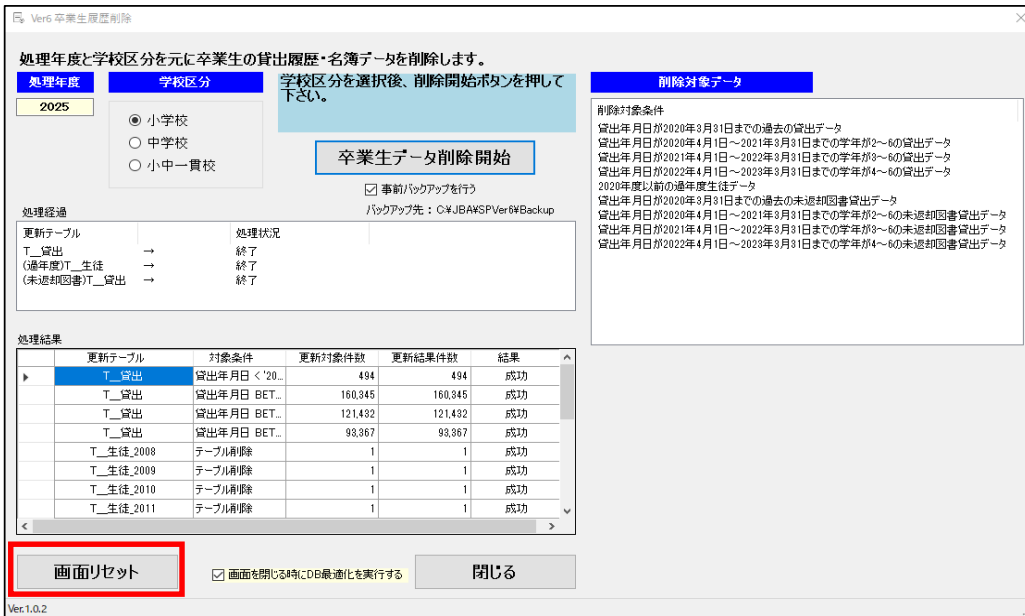 Ver6 卒業生履歴削除
処理年度と学校区分を元に卒業生の貸出履歴・名簿データを削除します。
処理年度
2025
学校区分
小学校
中学校
小中一貫校
学校区分を選択後、削除開始ボタンを押して
下さい。
卒業生データ削除開始
事前バックアップを行う
バックアップ先:C:¥JBA¥SPVer6¥Backup
削除対象データ
削除対象条件
貸出年月日が2020年3月31日までの過去の貸出データ
貸出年月日が2020年4月1日~2021年3月31日までの学年が2~6の貸出データ
貸出年月日が2021年4月1日~2022年3月31日までの学年が3~6の貸出データ
貸出年月日が2022年4月1日~2023年3月31日までの学年が4~6の貸出データ
2020年度以前の過年度生徒データ
貸出年月日が2020年3月31日までの過去の未返却図書貸出データ
貸出年月日が2020年4月1日~2021年3月31日までの学年が2~6の未返却図書貸出データ
貸出年月日が2021年4月1日~2022年3月31日までの学年が3~6の未返却図書貸出データ
貸出年月日が2022年4月1日~2023年3月31日までの学年が4~6の未返却図書貸出データ
処理経過
更新テーブル 処理状況
T__貸出 → 終了
(過年度)T__生徒 → 終了
(未返却図書)T__貸出 → 終了
処理結果
更新テーブル 対象条件 更新対象件数 更新結果件数 結果
T__貸出 貸出年月日 < '20... 494 494 成功
T__貸出 貸出年月日 BET... 160,345 160,345 成功
T__貸出 貸出年月日 BET... 121,432 121,432 成功
T__貸出 貸出年月日 BET... 93,367 93,367 成功
T__生徒_2008 テーブル削除 1 1 成功
T__生徒_2009 テーブル削除 1 1 成功
T__生徒_2010 テーブル削除 1 1 成功
T__生徒_2011 テーブル削除 1 1 成功
画面リセット
画面を閉じる時にDB最適化を実行する
閉じる
Ver.1.0.2